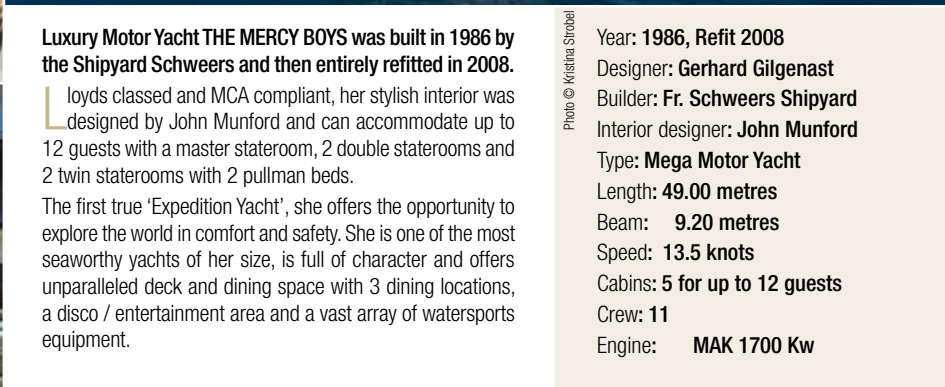 Luxury Motor Yacht THE MERCY BOYS was built in 1986 by
the Shipyard Schweers and then entirely refitted in 2008.
Lloyds classed and MCA compliant, her stylish interior was
designed by John Munford and can accommodate up to
12 guests with a master stateroom, 2 double staterooms and
2 twin staterooms with 2 pullman beds.
The first true ‘Expedition Yacht’, she offers the opportunity to
explore the world in comfort and safety. She is one of the most
seaworthy yachts of her size, is full of character and offers
unparalleled deck and dining space with 3 dining locations,
a disco / entertainment area and a vast array of watersports
equipment.
Photo © Kristina Strobel
Year: 1986, Refit 2008
Designer: Gerhard Gilgenast
Builder: Fr. Schweers Shipyard
Interior designer: John Munford
Type: Mega Motor Yacht
Length: 49.00 metres
Beam: 9.20 metres
Speed: 13.5 knots
Cabins: 5 for up to 12 guests
Crew: 11
Engine: MAK 1700 Kw